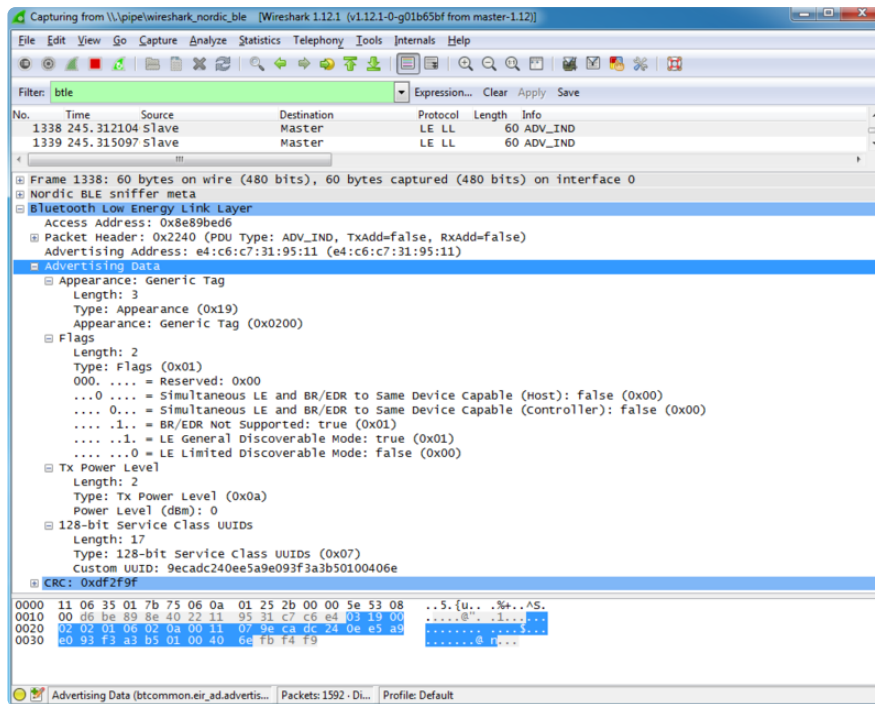 Capturing from \\.\pipe\wireshark_nordic_ble [Wireshark 1.12.1 (v1.12.1-0-g01b65bf from master-1.12)]
File Edit View Go Capture Analyze Statistics Telephony Tools Internals Help
Filter: btle Expression... Clear Apply Save
No. Time Source Destination Protocol Length Info
1338 245.312104 Slave Master LE LL 60 ADV_IND
1339 245.315097 Slave Master LE LL 60 ADV_IND
Frame 1338: 60 bytes on wire (480 bits), 60 bytes captured (480 bits) on interface 0
Nordic BLE sniffer meta
Bluetooth Low Energy Link Layer
Access Address: 0x8e89bed6
Packet Header: 0x2240 (PDU Type: ADV_IND, TxAdd=false, RxAdd=false)
Advertising Address: e4:c6:c7:31:95:11 (e4:c6:c7:31:95:11)
Advertising Data
Appearance: Generic Tag
Length: 3
Type: Appearance (0x19)
Appearance: Generic Tag (0x0200)
Flags
Length: 2
Type: Flags (0x01)
000. .... = Reserved: 0x00
...0 .... = Simultaneous LE and BR/EDR to Same Device Capable (Host): false (0x00)
.... 0... = Simultaneous LE and BR/EDR to Same Device Capable (Controller): false (0x00)
.... .1.. = BR/EDR Not Supported: true (0x01)
.... ..1. = LE General Discoverable Mode: true (0x01)
.... ...0 = LE Limited Discoverable Mode: false (0x00)
Tx Power Level
Length: 2
Type: Tx Power Level (0x0a)
Power Level (dBm): 0
128-bit Service Class UUIDs
Length: 17
Type: 128-bit Service Class UUIDs (0x07)
Custom UUID: 9ecadc240ee5a9e093f3a3b50100406e
CRC: 0xdf2f9f
0000 11 06 35 01 7b 75 06 0a 01 25 2b 00 00 5e 53 08 ..5.{u.. .%+..^S.
0010 00 d6 be 89 8e 40 22 11 95 31 c7 c6 e4 03 19 00 .....@". .1......
0020 02 02 01 06 02 0a 00 11 07 9e ca dc 24 0e e5 a9 ........ ....$...
0030 e0 93 f3 a3 b5 01 00 40 6e fb f4 f9 .......@ n...
Advertising Data (btcommon.eir_ad.advertis... Packets: 1592 · Di... Profile: Default